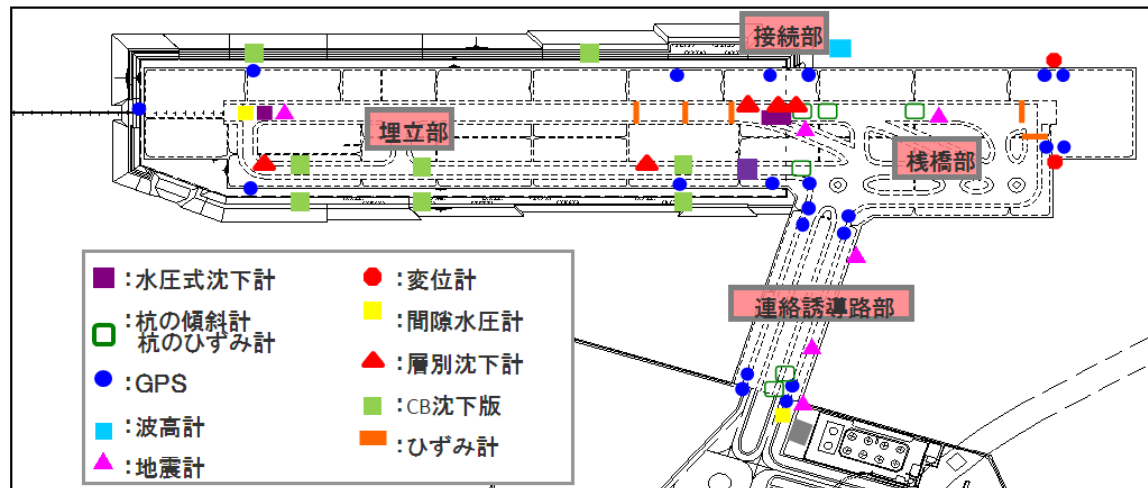 接続部
埋立部
桟橋部
連絡誘導路部
:水圧式沈下計
:杭の傾斜計
杭のひずみ計
:GPS
:波高計
:地震計
:変位計
:間隙水圧計
:層別沈下計
:CB沈下版
:ひずみ計